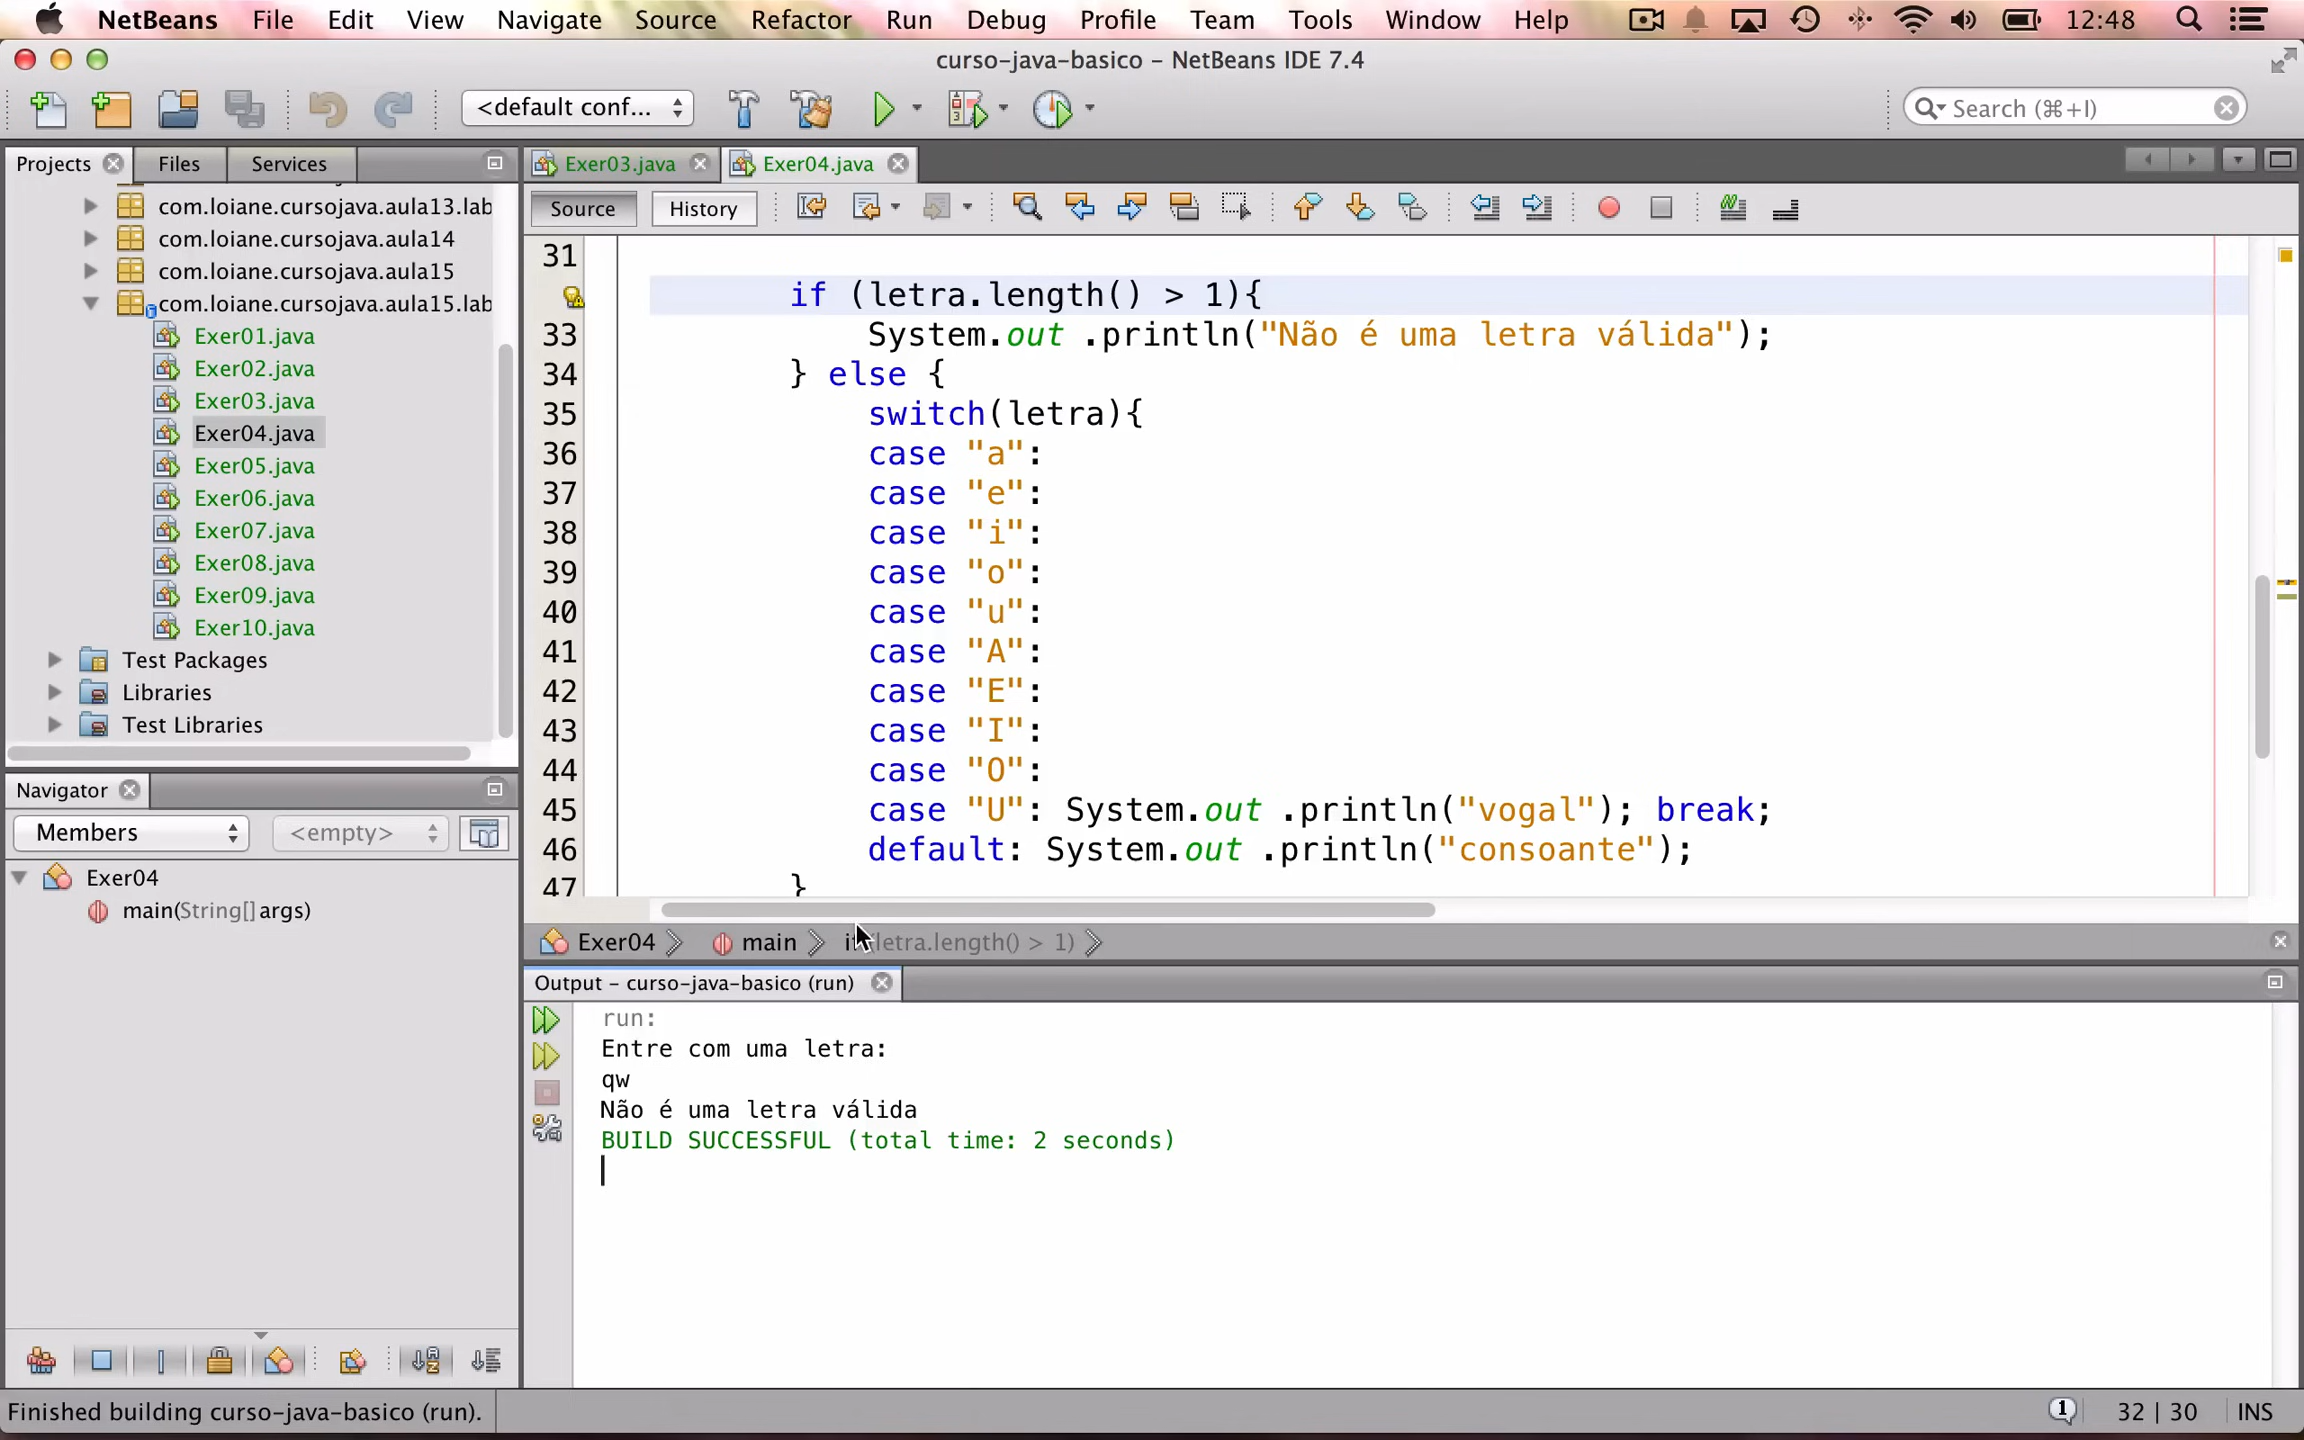 NetBeans File Edit View Navigate Source Refactor Run Debug Profile Team Tools Window Help 12:48
curso-java-basico – NetBeans IDE 7.4
<default conf... Search (⌘+I)
Projects Files Services
com.loiane.cursojava.aula13.lab
com.loiane.cursojava.aula14
com.loiane.cursojava.aula15
com.loiane.cursojava.aula15.lab
Exer01.java
Exer02.java
Exer03.java
Exer04.java
Exer05.java
Exer06.java
Exer07.java
Exer08.java
Exer09.java
Exer10.java
Test Packages
Libraries
Test Libraries
Navigator
Members <empty>
Exer04
main(String[] args)
Exer03.java Exer04.java
Source History
31
if (letra.length() > 1){
33 System.out .println("Não é uma letra válida");
34 } else {
35 switch(letra){
36 case "a":
37 case "e":
38 case "i":
39 case "o":
40 case "u":
41 case "A":
42 case "E":
43 case "I":
44 case "O":
45 case "U": System.out .println("vogal"); break;
46 default: System.out .println("consoante");
47 }
Exer04 main if (letra.length() > 1)
Output – curso-java-basico (run)
run:
Entre com uma letra:
qw
Não é uma letra válida
BUILD SUCCESSFUL (total time: 2 seconds)
Finished building curso-java-basico (run). 1 32 | 30 INS